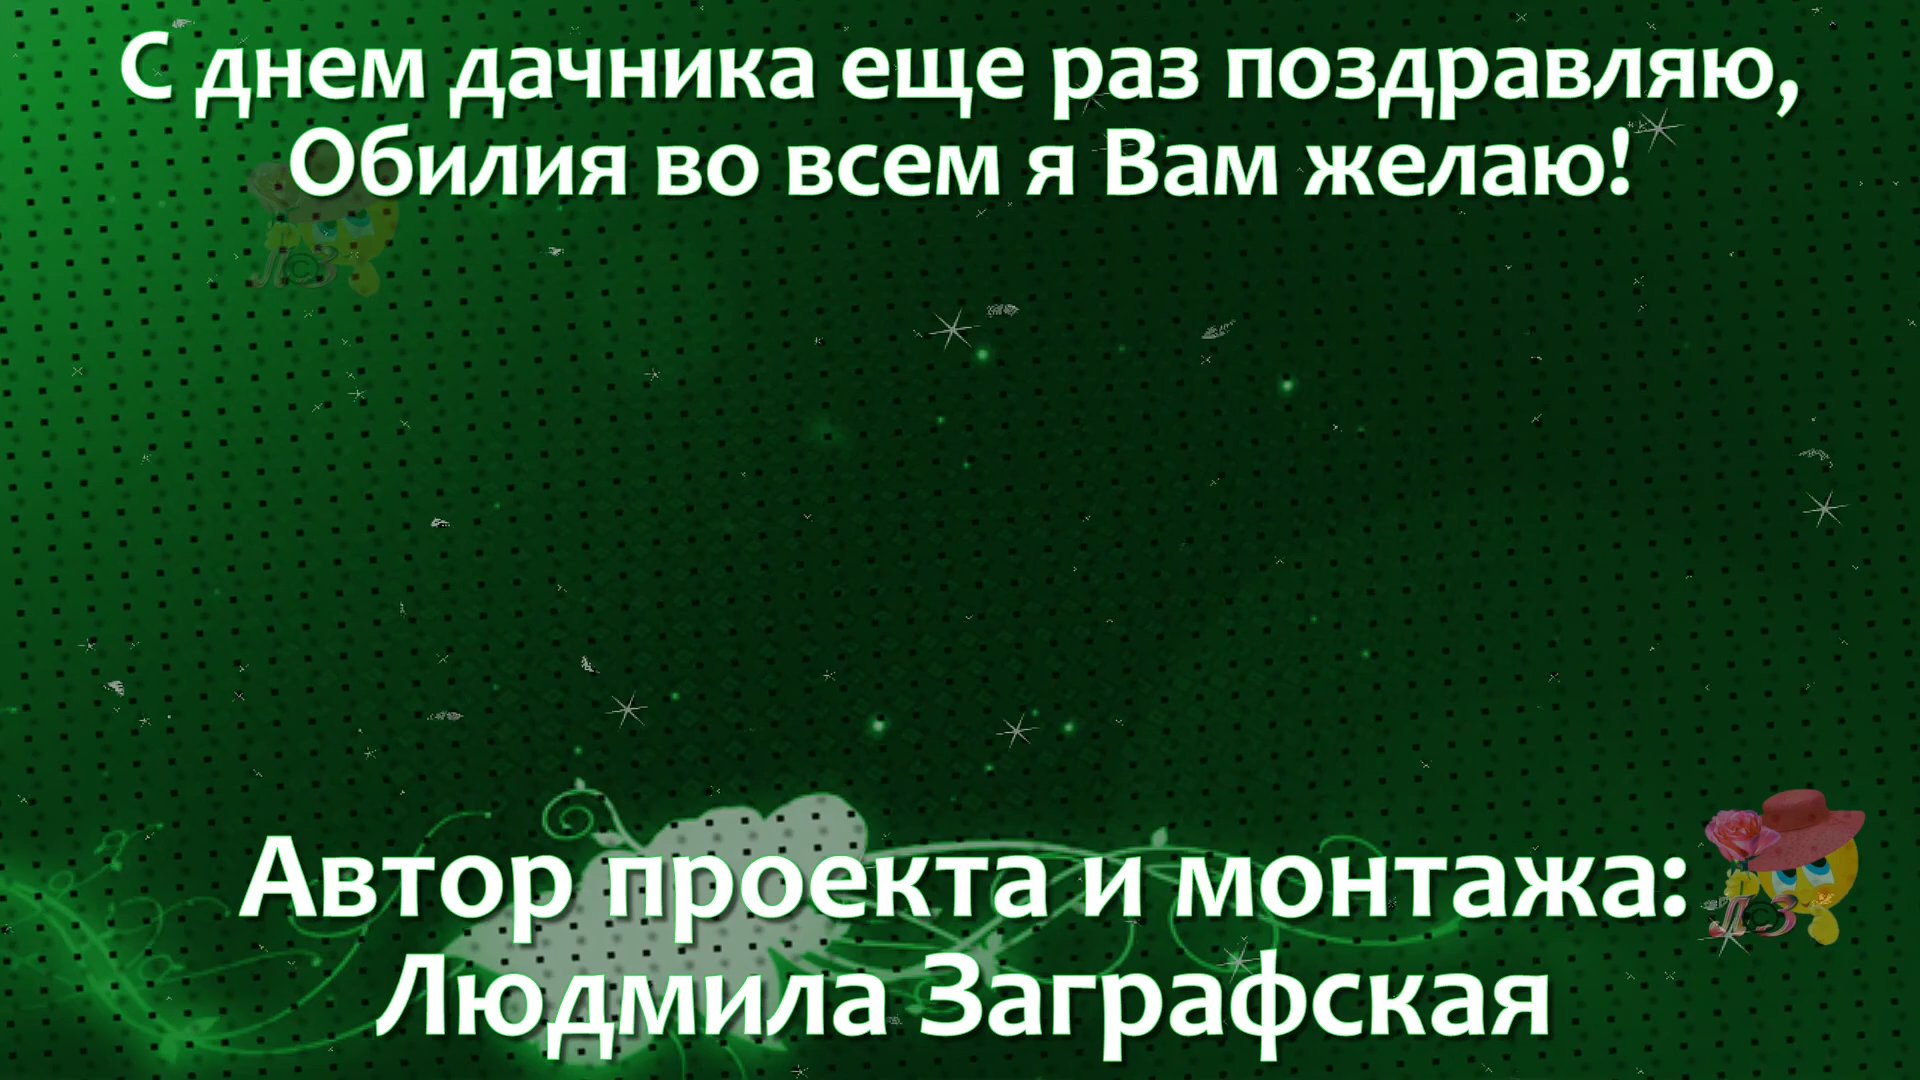 С днем дачника еще раз поздравляю,
Обилия во всем я Вам желаю!
Л©З
Автор проекта и монтажа:
Л©З
Людмила Заграфская